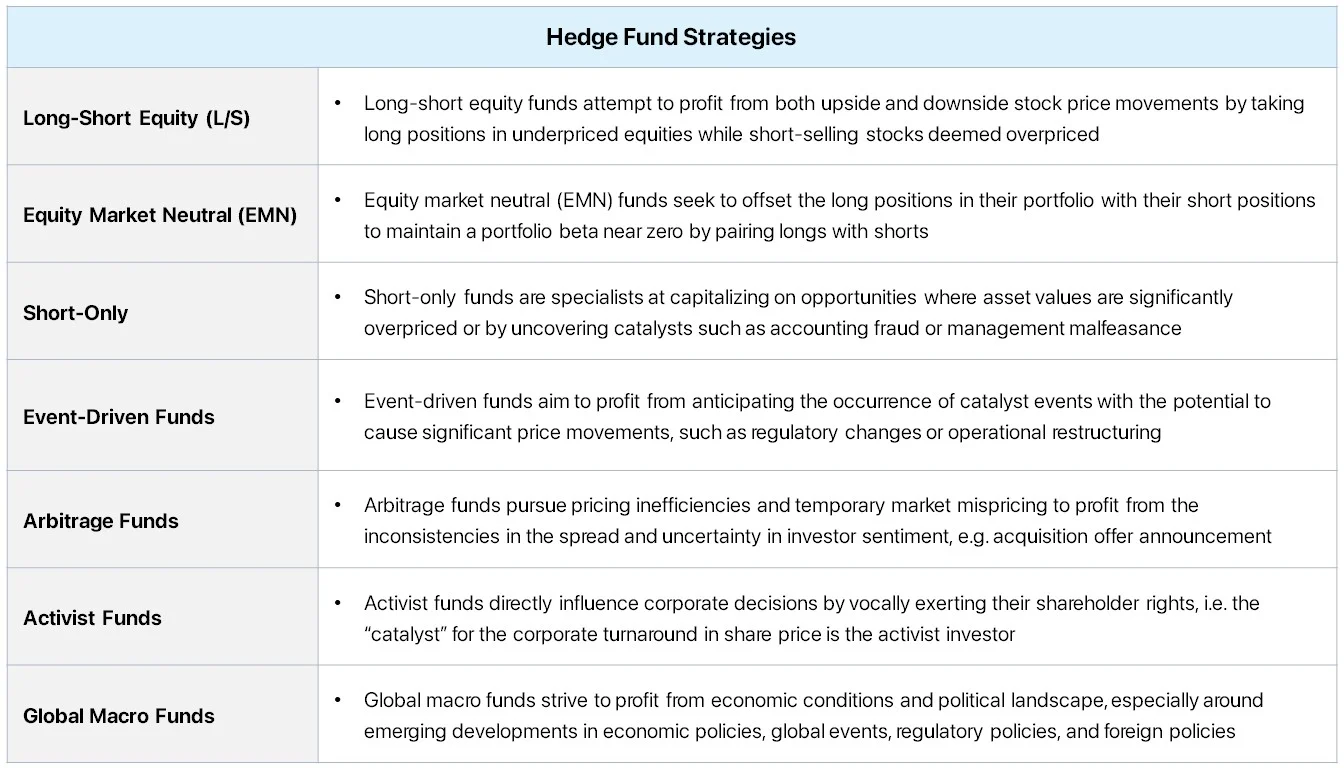 Hedge Fund Strategies
Long-Short Equity (L/S)
• Long-short equity funds attempt to profit from both upside and downside stock price movements by taking
long positions in underpriced equities while short-selling stocks deemed overpriced
Equity Market Neutral (EMN)
• Equity market neutral (EMN) funds seek to offset the long positions in their portfolio with their short positions
to maintain a portfolio beta near zero by pairing longs with shorts
Short-Only
• Short-only funds are specialists at capitalizing on opportunities where asset values are significantly
overpriced or by uncovering catalysts such as accounting fraud or management malfeasance
Event-Driven Funds
• Event-driven funds aim to profit from anticipating the occurrence of catalyst events with the potential to
cause significant price movements, such as regulatory changes or operational restructuring
Arbitrage Funds
• Arbitrage funds pursue pricing inefficiencies and temporary market mispricing to profit from the
inconsistencies in the spread and uncertainty in investor sentiment, e.g. acquisition offer announcement
Activist Funds
• Activist funds directly influence corporate decisions by vocally exerting their shareholder rights, i.e. the
“catalyst” for the corporate turnaround in share price is the activist investor
Global Macro Funds
• Global macro funds strive to profit from economic conditions and political landscape, especially around
emerging developments in economic policies, global events, regulatory policies, and foreign policies